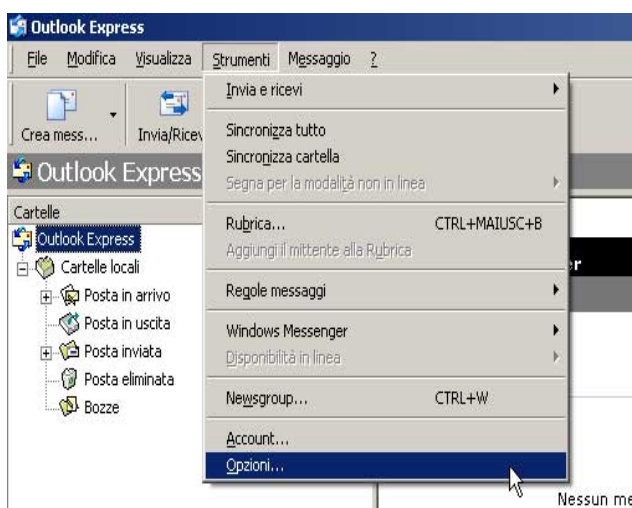 Outlook Express
File Modifica Visualizza Strumenti Messaggio ?
Crea mess... Invia/Ricev
Outlook Express
Cartelle
Outlook Express
Cartelle locali
Posta in arrivo
Posta in uscita
Posta inviata
Posta eliminata
Bozze
Invia e ricevi
Sincronizza tutto
Sincronizza cartella
Segna per la modalità non in linea
Rubrica... CTRL+MAIUSC+B
Aggiungi il mittente alla Rubrica
Regole messaggi
Windows Messenger
Disponibilità in linea
Newsgroup... CTRL+W
Account...
Opzioni...
er
Nessun me